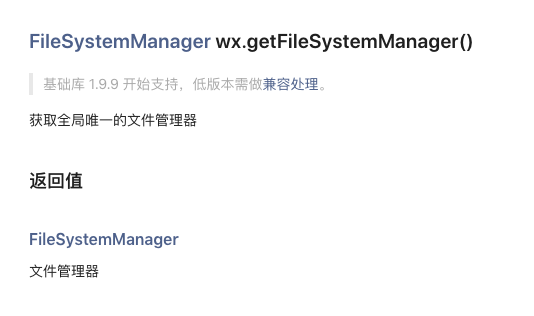 FileSystemManager wx.getFileSystemManager()
基础库 1.9.9 开始支持，低版本需做兼容处理。
获取全局唯一的文件管理器
返回值
FileSystemManager
文件管理器